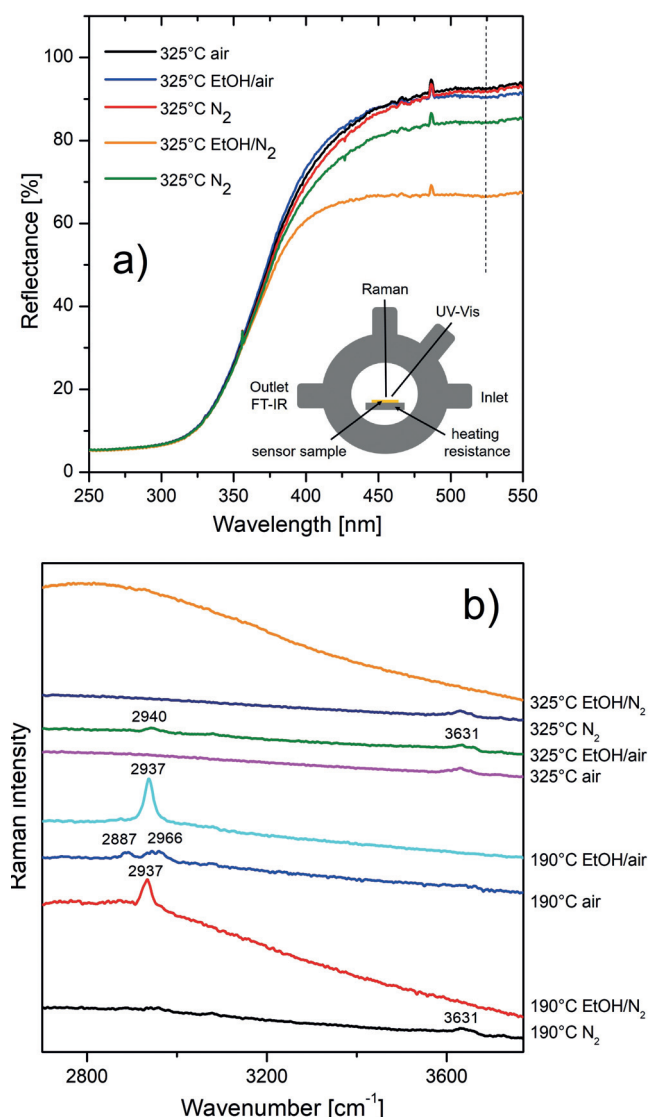 100
80
60
40
20
0
Reflectance [%]
325°C air
325°C EtOH/air
325°C N2
325°C EtOH/N2
325°C N2
a)
Raman
UV-Vis
Outlet
FT-IR
Inlet
sensor sample
heating
resistance
250 300 350 400 450 500 550
Wavelength [nm]
b)
Raman intensity
325°C EtOH/N2
325°C N2
2940
3631
325°C EtOH/air
325°C air
2937
190°C EtOH/air
2887 2966
190°C air
2937
190°C EtOH/N2
3631
190°C N2
2800 3200 3600
Wavenumber [cm-1]